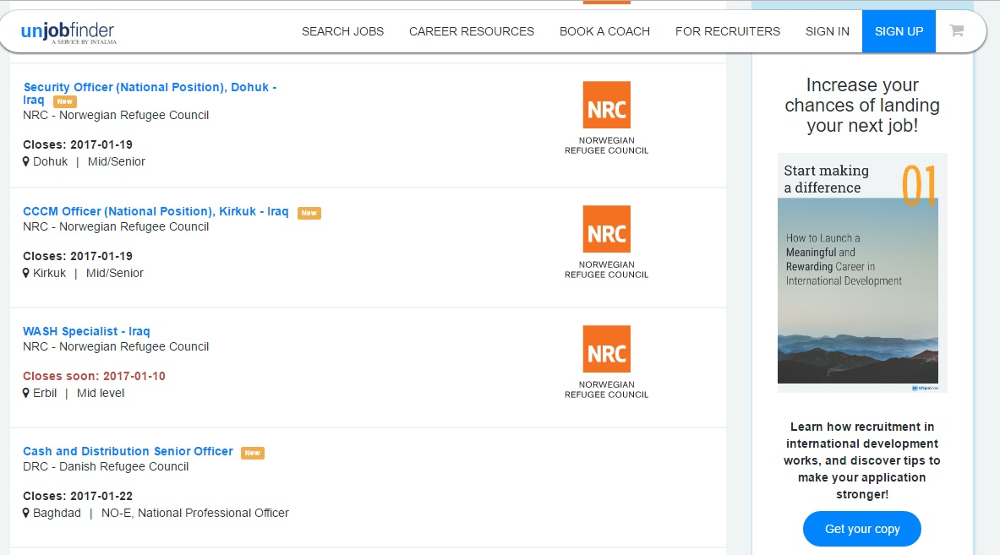 unjobfinder
A SERVICE BY INTALMA
SEARCH JOBS
CAREER RESOURCES
BOOK A COACH
FOR RECRUITERS
SIGN IN
SIGN UP
Security Officer (National Position), Dohuk -
Iraq New
NRC - Norwegian Refugee Council
Closes: 2017-01-19
Dohuk | Mid/Senior
NRC
NORWEGIAN
REFUGEE COUNCIL
CCCM Officer (National Position), Kirkuk - Iraq New
NRC - Norwegian Refugee Council
Closes: 2017-01-19
Kirkuk | Mid/Senior
NRC
NORWEGIAN
REFUGEE COUNCIL
WASH Specialist - Iraq
NRC - Norwegian Refugee Council
Closes soon: 2017-01-10
Erbil | Mid level
NRC
NORWEGIAN
REFUGEE COUNCIL
Cash and Distribution Senior Officer New
DRC - Danish Refugee Council
Closes: 2017-01-22
Baghdad | NO-E, National Professional Officer
Increase your
chances of landing
your next job!
Start making
a difference
01
How to Launch a
Meaningful and
Rewarding Career in
International Development
Learn how recruitment in
international development
works, and discover tips to
make your application
stronger!
Get your copy